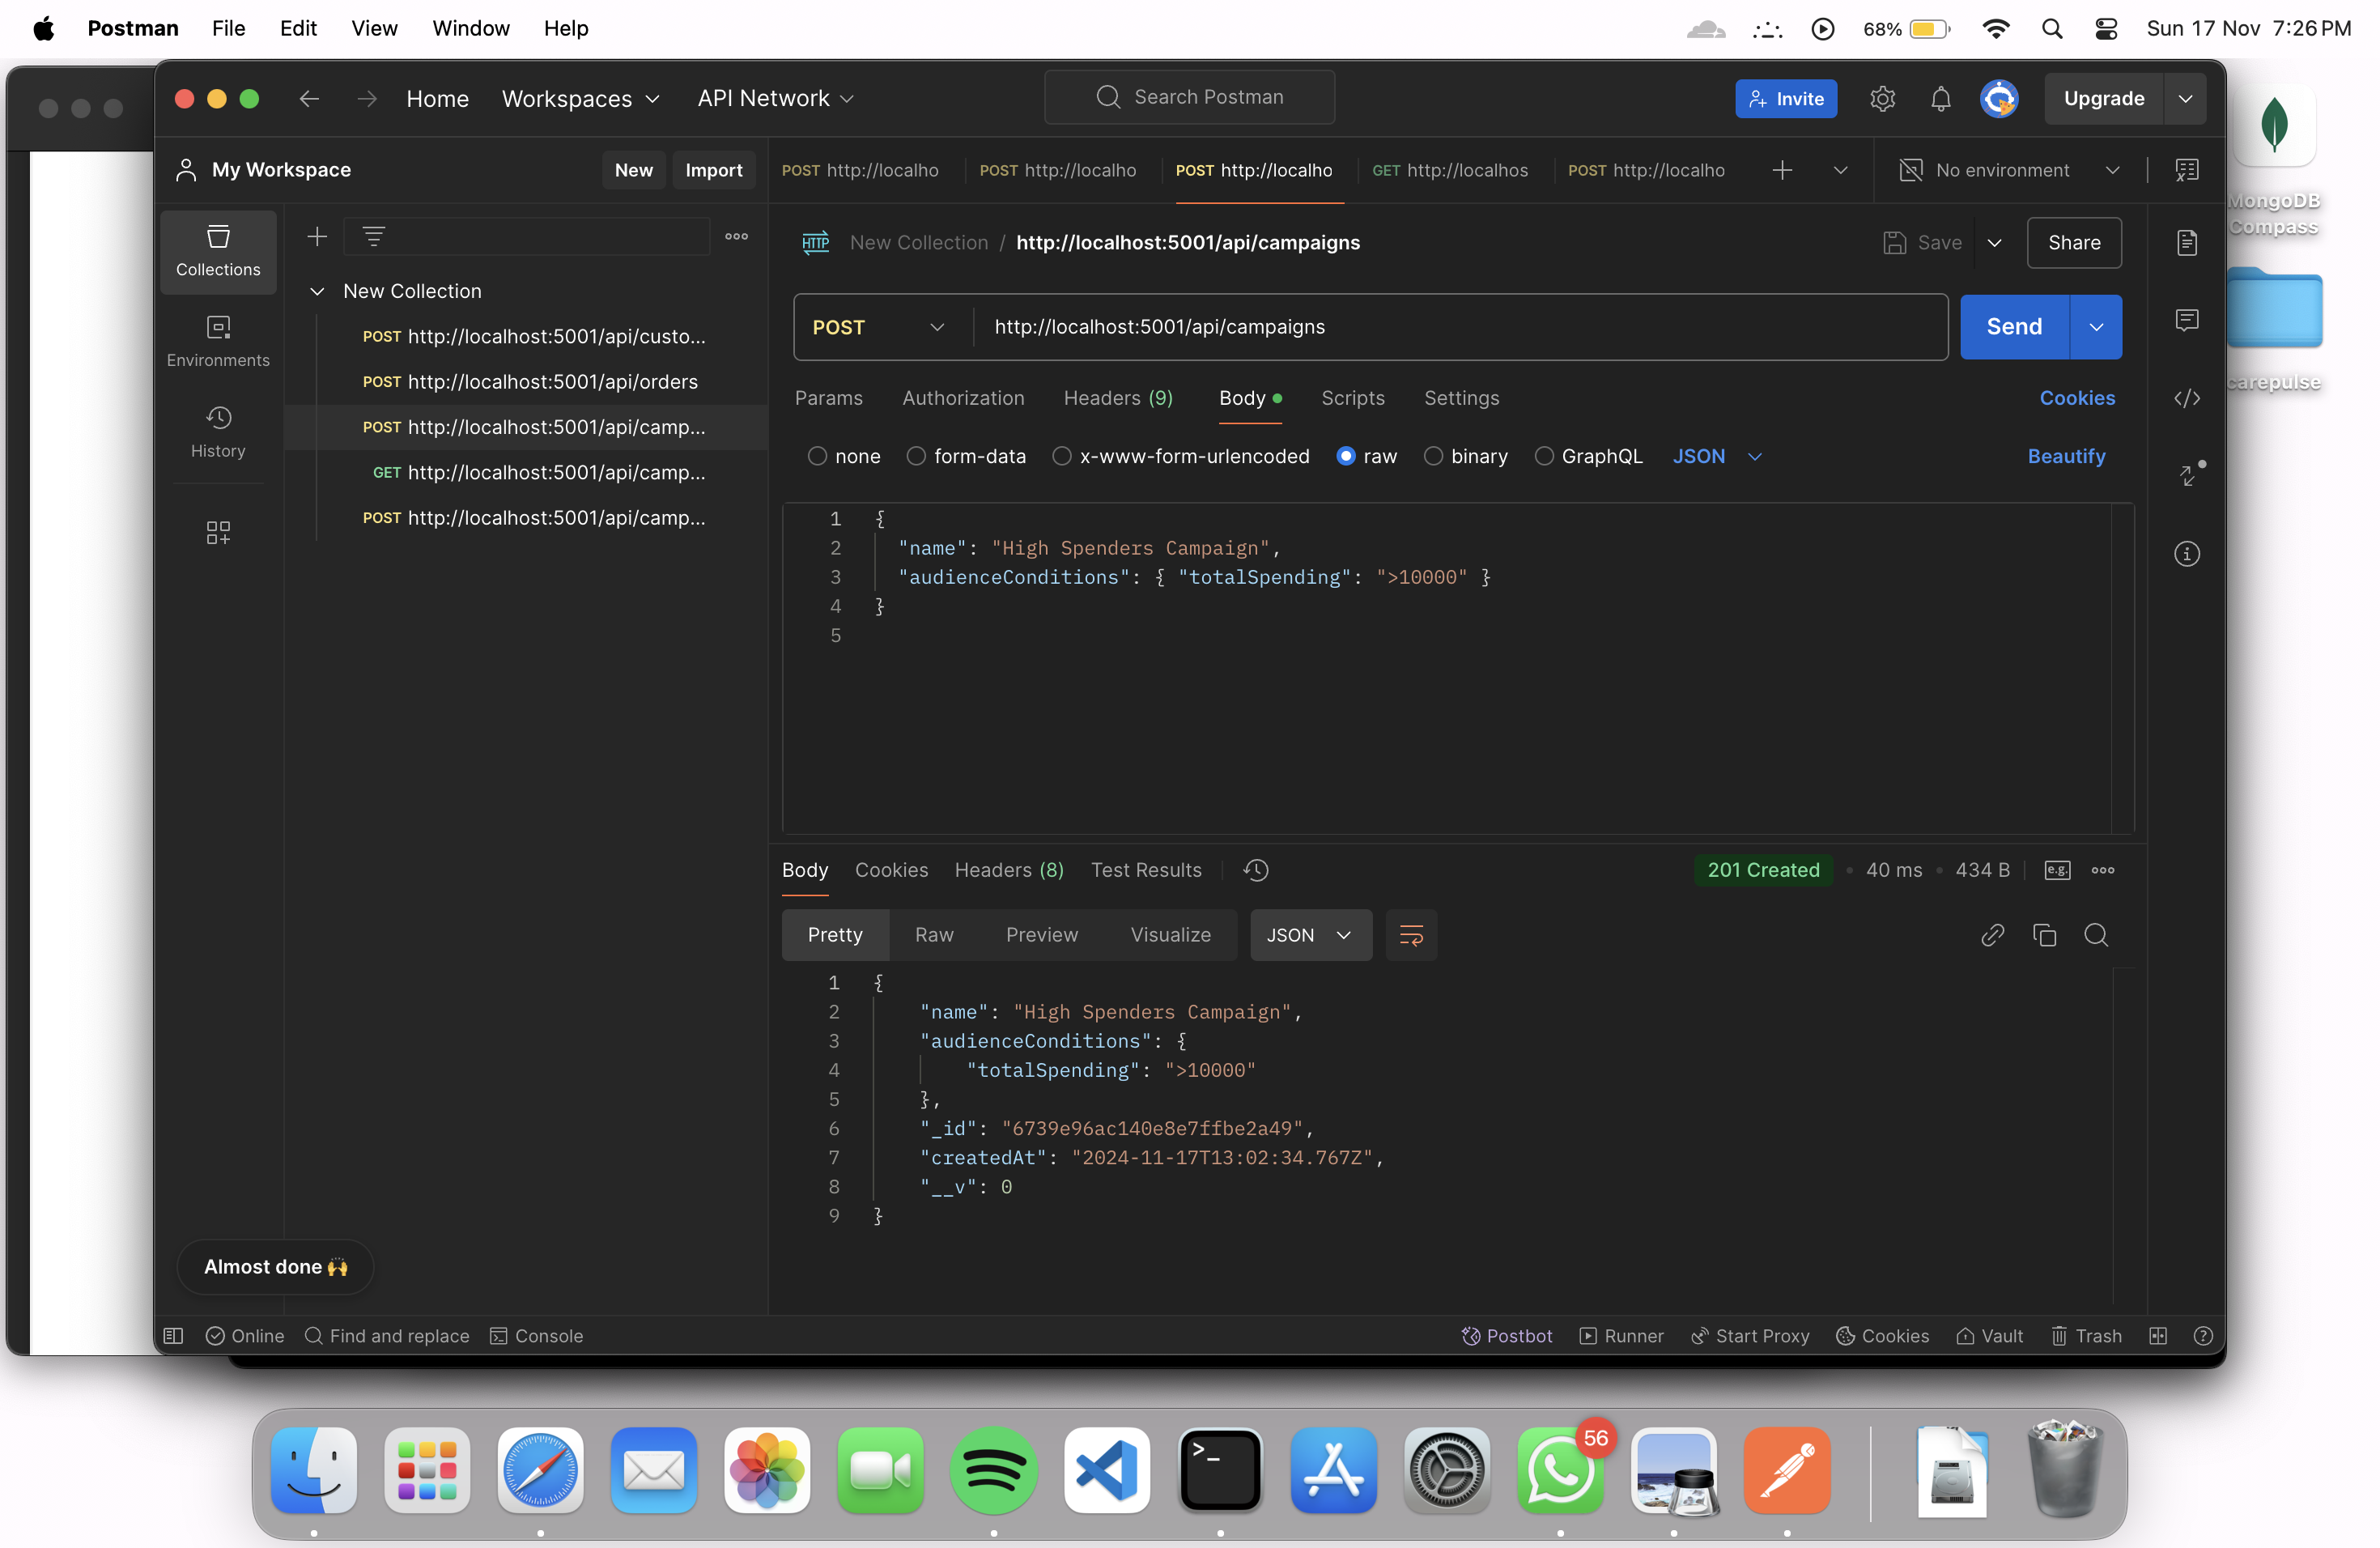 Postman File Edit View Window Help 68% Sun 17 Nov 7:26 PM
Home Workspaces API Network Search Postman Invite Upgrade
My Workspace New Import POST http://localho POST http://localho POST http://localho GET http://localhos POST http://localho No environment
MongoDB
Compass
carepulse
Collections
Environments
History
New Collection
POST http://localhost:5001/api/custo...
POST http://localhost:5001/api/orders
POST http://localhost:5001/api/camp...
GET http://localhost:5001/api/camp...
POST http://localhost:5001/api/camp...
HTTP New Collection / http://localhost:5001/api/campaigns Save Share
POST http://localhost:5001/api/campaigns Send
Params Authorization Headers (9) Body Scripts Settings Cookies
none form-data x-www-form-urlencoded raw binary GraphQL JSON Beautify
1 {
2 "name": "High Spenders Campaign",
3 "audienceConditions": { "totalSpending": ">10000" }
4 }
5
Body Cookies Headers (8) Test Results 201 Created 40 ms 434 B e.g.
Pretty Raw Preview Visualize JSON
1 {
2 "name": "High Spenders Campaign",
3 "audienceConditions": {
4 "totalSpending": ">10000"
5 },
6 "_id": "6739e96ac140e8e7ffbe2a49",
7 "createdAt": "2024-11-17T13:02:34.767Z",
8 "__v": 0
9 }
Almost done 🙌
Online Find and replace Console Postbot Runner Start Proxy Cookies Vault Trash
56